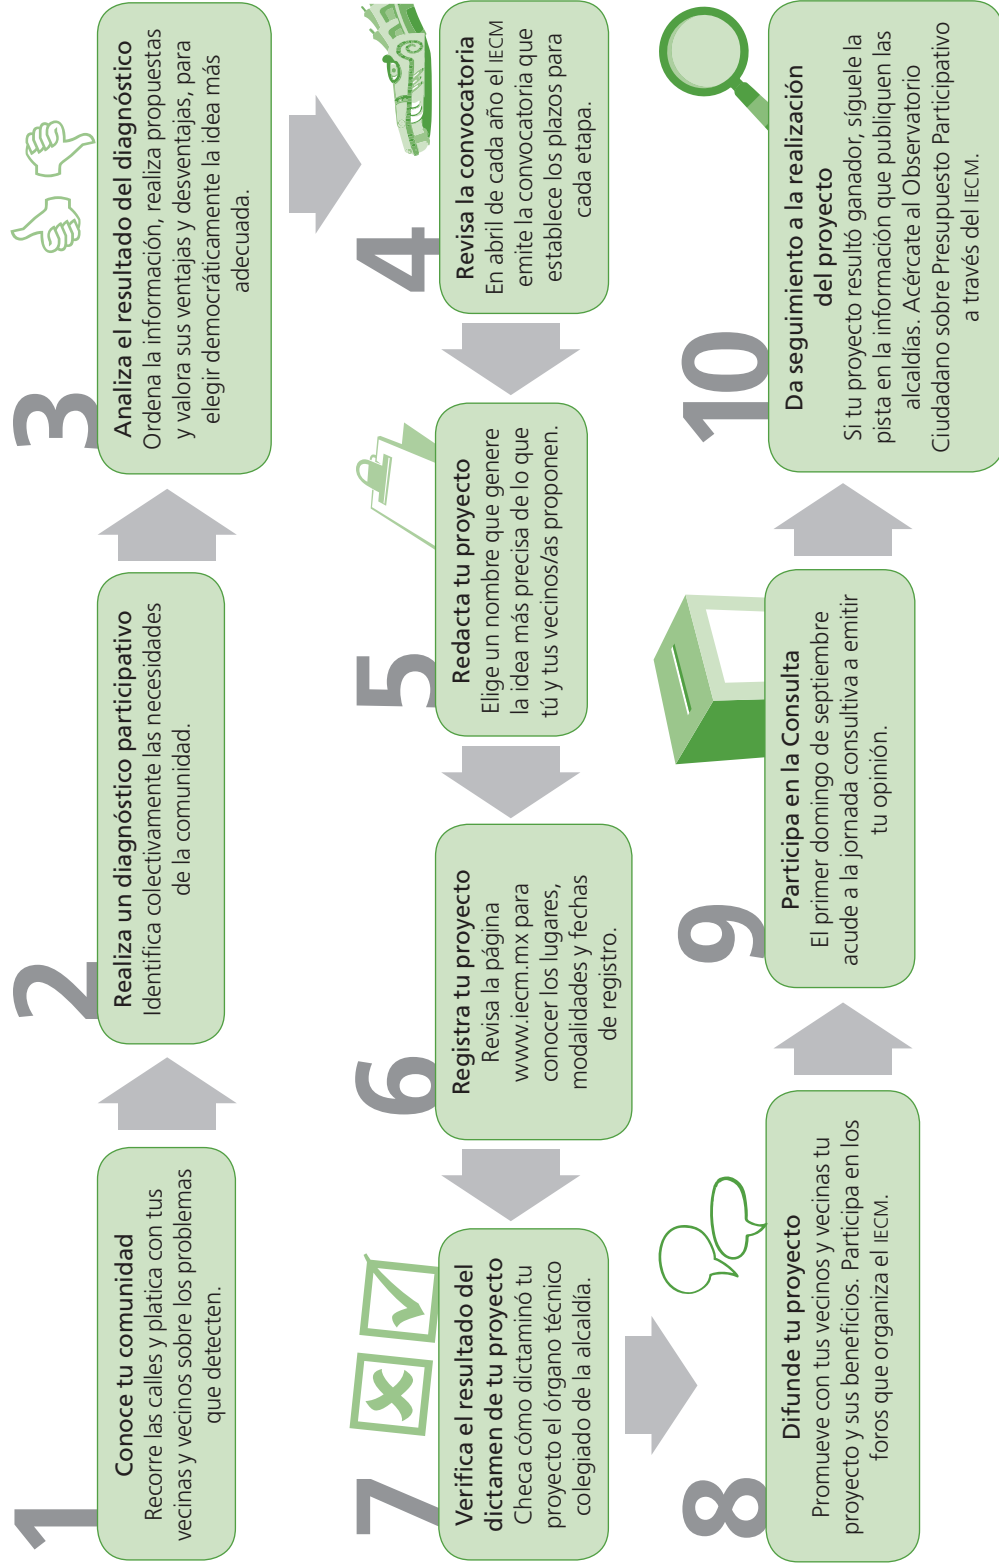 1
Conoce tu comunidad
Recorre las calles y platica con tus
vecinas y vecinos sobre los problemas
que detecten.
2
Realiza un diagnóstico participativo
Identifica colectivamente las necesidades
de la comunidad.
3
Analiza el resultado del diagnóstico
Ordena la información, realiza propuestas
y valora sus ventajas y desventajas, para
elegir democráticamente la idea más
adecuada.
4
Revisa la convocatoria
En abril de cada año el IECM
emite la convocatoria que
establece los plazos para
cada etapa.
5
Redacta tu proyecto
Elige un nombre que genere
la idea más precisa de lo que
tú y tus vecinos/as proponen.
6
Registra tu proyecto
Revisa la página
www.iecm.mx para
conocer los lugares,
modalidades y fechas
de registro.
7
Verifica el resultado del
dictamen de tu proyecto
Checa cómo dictaminó tu
proyecto el órgano técnico
colegiado de la alcaldía.
8
Difunde tu proyecto
Promueve con tus vecinos y vecinas tu
proyecto y sus beneficios. Participa en los
foros que organiza el IECM.
9
Participa en la Consulta
El primer domingo de septiembre
acude a la jornada consultiva a emitir
tu opinión.
10
Da seguimiento a la realización
del proyecto
Si tu proyecto resultó ganador, síguele la
pista en la información que publiquen las
alcaldías. Acércate al Observatorio
Ciudadano sobre Presupuesto Participativo
a través del IECM.